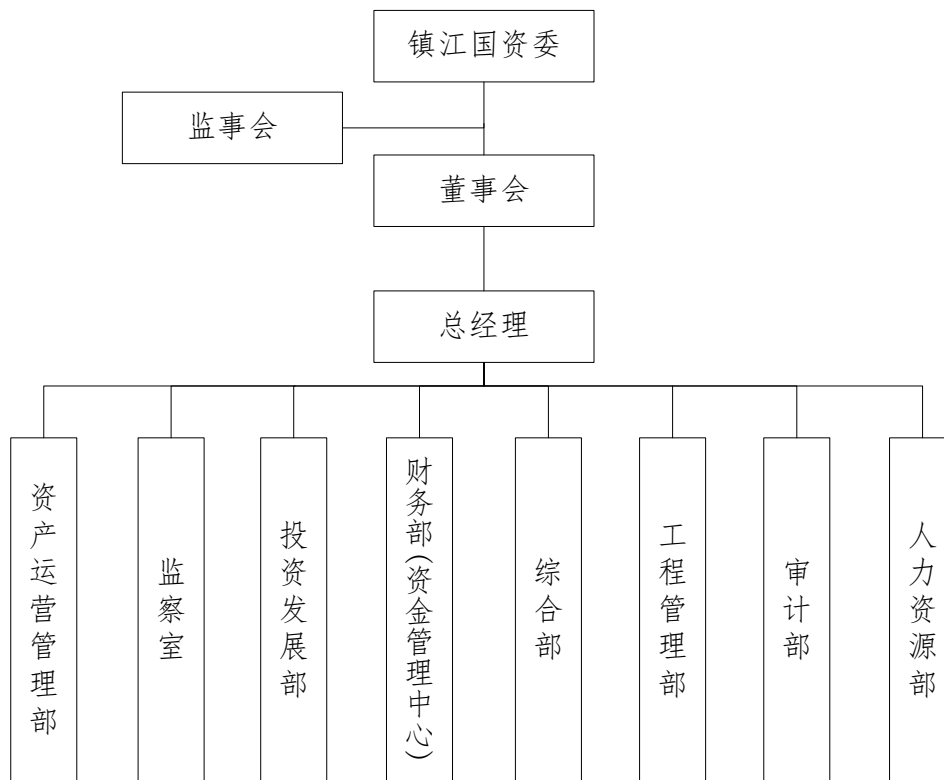 镇江国资委
监事会
董事会
总经理
资产运营管理部
监察室
投资发展部
财务部(资金管理中心)
综合部
工程管理部
审计部
人力资源部